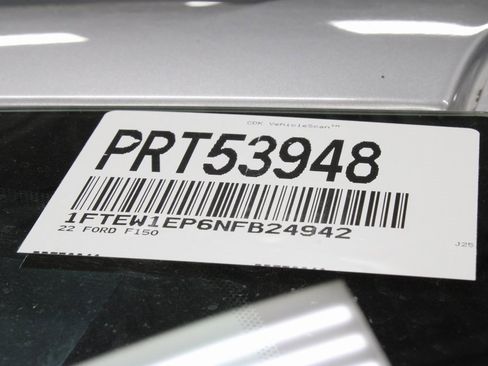 CDK VehicleScan™
PRT53948
1FTEW1EP6NFB24942
22 FORD F150
J25